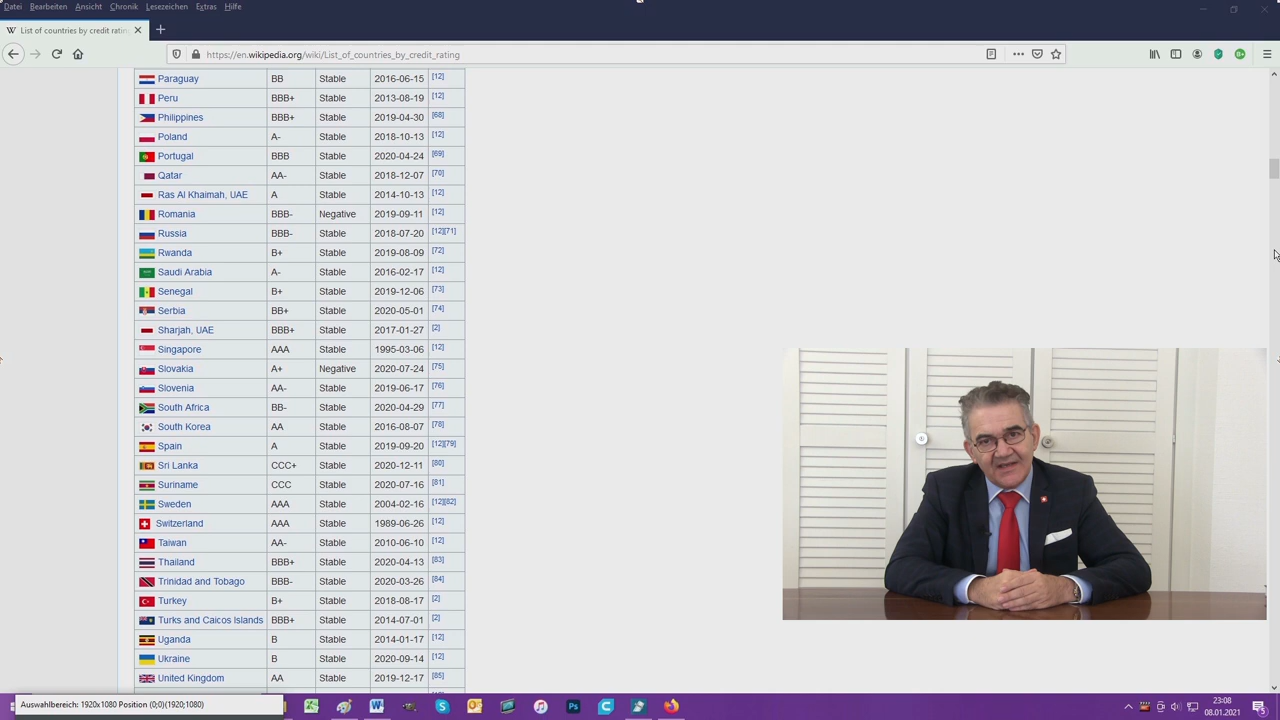 Datei Bearbeiten Ansicht Chronik Lesezeichen Extras Hilfe
W List of countries by credit ratin
https://en.wikipedia.org/wiki/List_of_countries_by_credit_rating
Paraguay BB Stable 2016-06-15 [12]
Peru BBB+ Stable 2013-08-19 [12]
Philippines BBB+ Stable 2019-04-30 [68]
Poland A- Stable 2018-10-13 [12]
Portugal BBB Stable 2020-04-24 [69]
Qatar AA- Stable 2018-12-07 [70]
Ras Al Khaimah, UAE A Stable 2014-10-13 [12]
Romania BBB- Negative 2019-09-11 [12]
Russia BBB- Stable 2018-07-20 [12][71]
Rwanda B+ Stable 2019-08-09 [72]
Saudi Arabia A- Stable 2016-02-17 [12]
Senegal B+ Stable 2019-12-06 [73]
Serbia BB+ Stable 2020-05-01 [74]
Sharjah, UAE BBB+ Stable 2017-01-27 [2]
Singapore AAA Stable 1995-03-06 [12]
Slovakia A+ Negative 2020-07-24 [75]
Slovenia AA- Stable 2019-06-17 [76]
South Africa BB- Stable 2020-04-29 [77]
South Korea AA Stable 2016-08-07 [78]
Spain A Stable 2019-09-20 [12][79]
Sri Lanka CCC+ Stable 2020-12-11 [80]
Suriname CCC Stable 2020-07-16 [81]
Sweden AAA Stable 2004-02-16 [12][82]
Switzerland AAA Stable 1989-06-26 [12]
Taiwan AA- Stable 2010-06-10 [12]
Thailand BBB+ Stable 2020-04-13 [83]
Trinidad and Tobago BBB- Stable 2020-03-26 [84]
Turkey B+ Stable 2018-08-17 [2]
Turks and Caicos Islands BBB+ Stable 2014-07-01 [2]
Uganda B Stable 2014-01-17 [12]
Ukraine B Stable 2020-09-14 [12]
United Kingdom AA Stable 2019-12-17 [85]
Auswahlbereich: 1920x1080 Position (0;0)(1920;1080)
23:08
08.01.2021